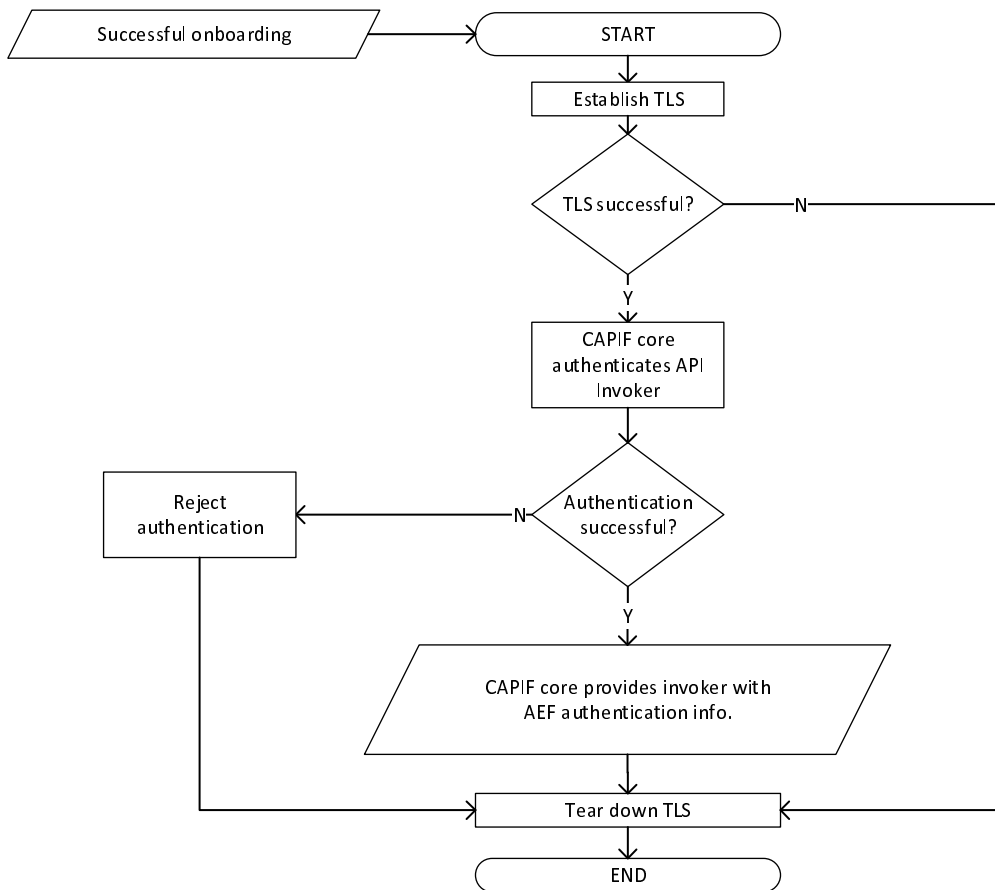 Successful onboarding
START
Establish TLS
TLS successful?
N
Y
CAPIF core
authenticates API
Invoker
Reject
authentication
N
Authentication
successful?
Y
CAPIF core provides invoker with
AEF authentication info.
Tear down TLS
END